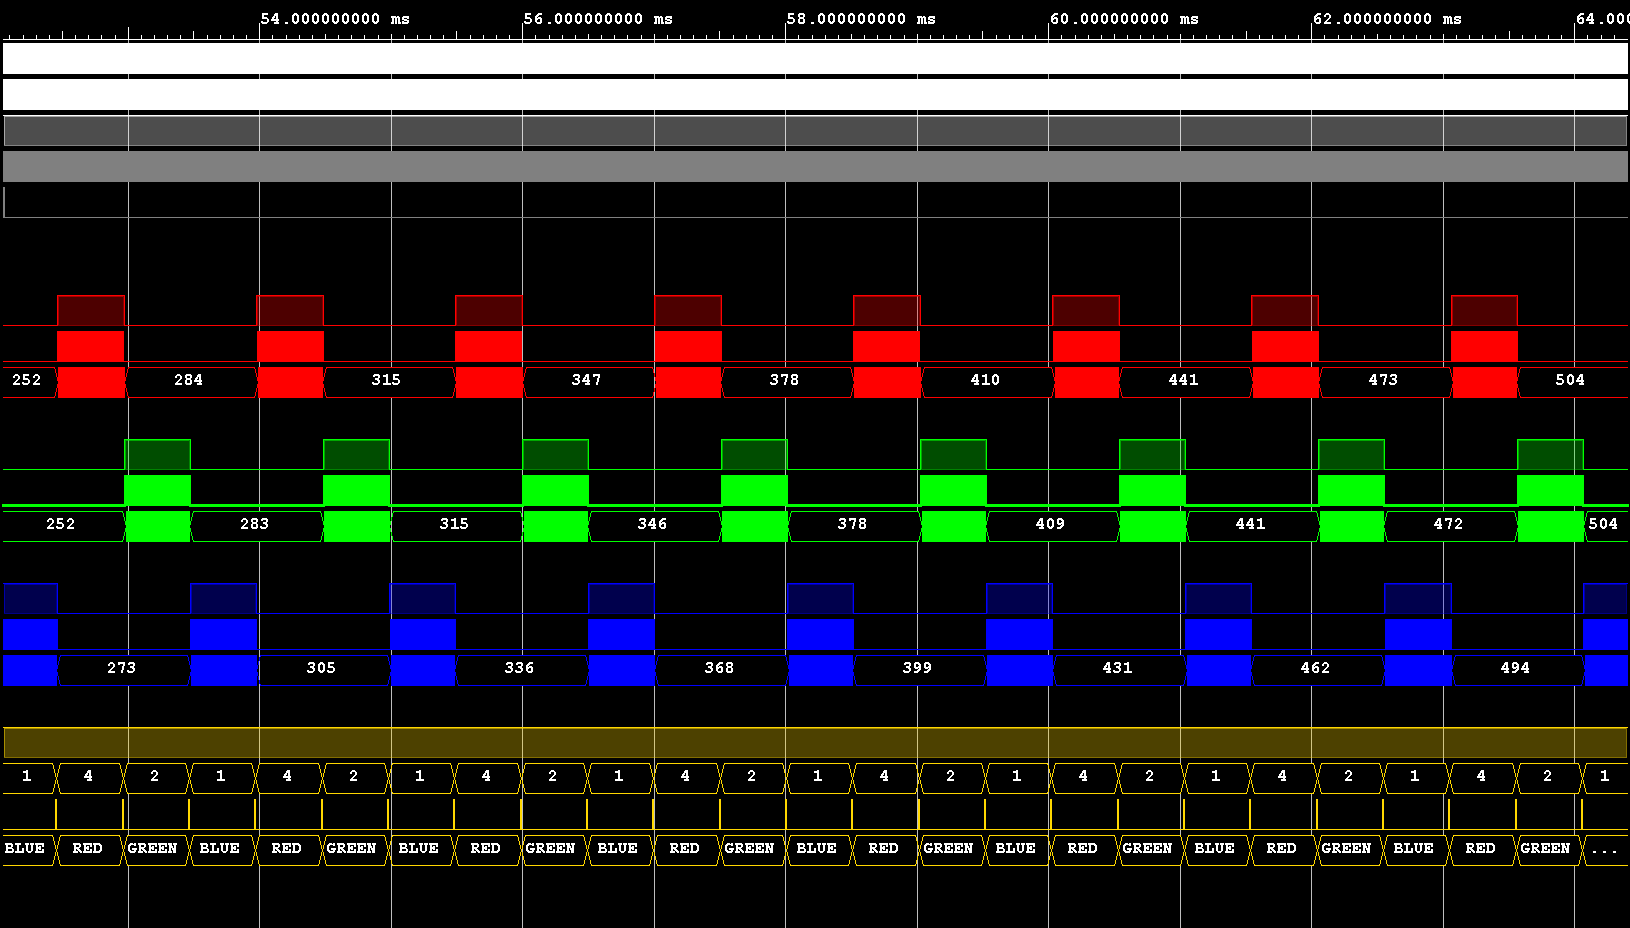 54.000000000 ms 56.000000000 ms 58.000000000 ms 60.000000000 ms 62.000000000 ms 64.000
252 284 315 347 378 410 441 473 504
252 283 315 346 378 409 441 472 504
273 305 336 368 399 431 462 494
1 4 2 1 4 2 1 4 2 1 4 2 1 4 2 1 4 2 1 4 2 1 4 2 1
BLUE RED GREEN BLUE RED GREEN BLUE RED GREEN BLUE RED GREEN BLUE RED GREEN BLUE RED GREEN BLUE RED GREEN BLUE RED GREEN ...